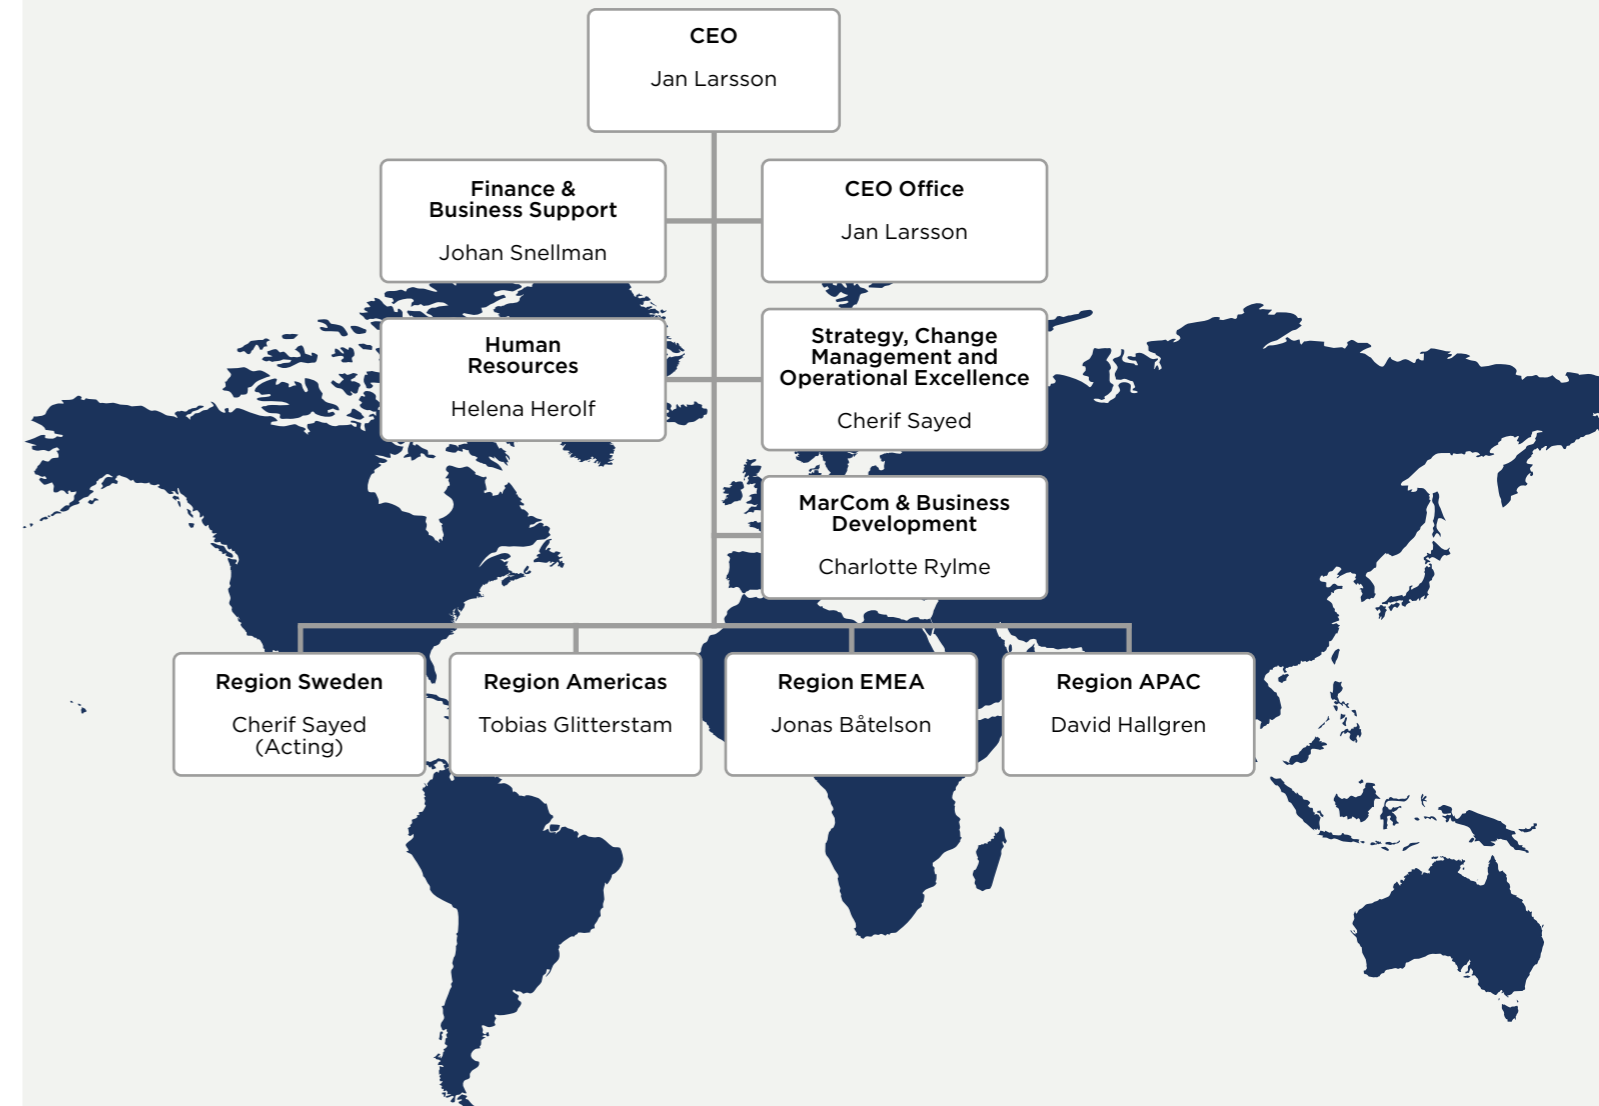 CEO
Jan Larsson
Finance &
Business Support
Johan Snellman
CEO Office
Jan Larsson
Human
Resources
Helena Herolf
Strategy, Change
Management and
Operational Excellence
Cherif Sayed
MarCom & Business
Development
Charlotte Rylme
Region Sweden
Cherif Sayed
(Acting)
Region Americas
Tobias Glitterstam
Region EMEA
Jonas Båtelson
Region APAC
David Hallgren